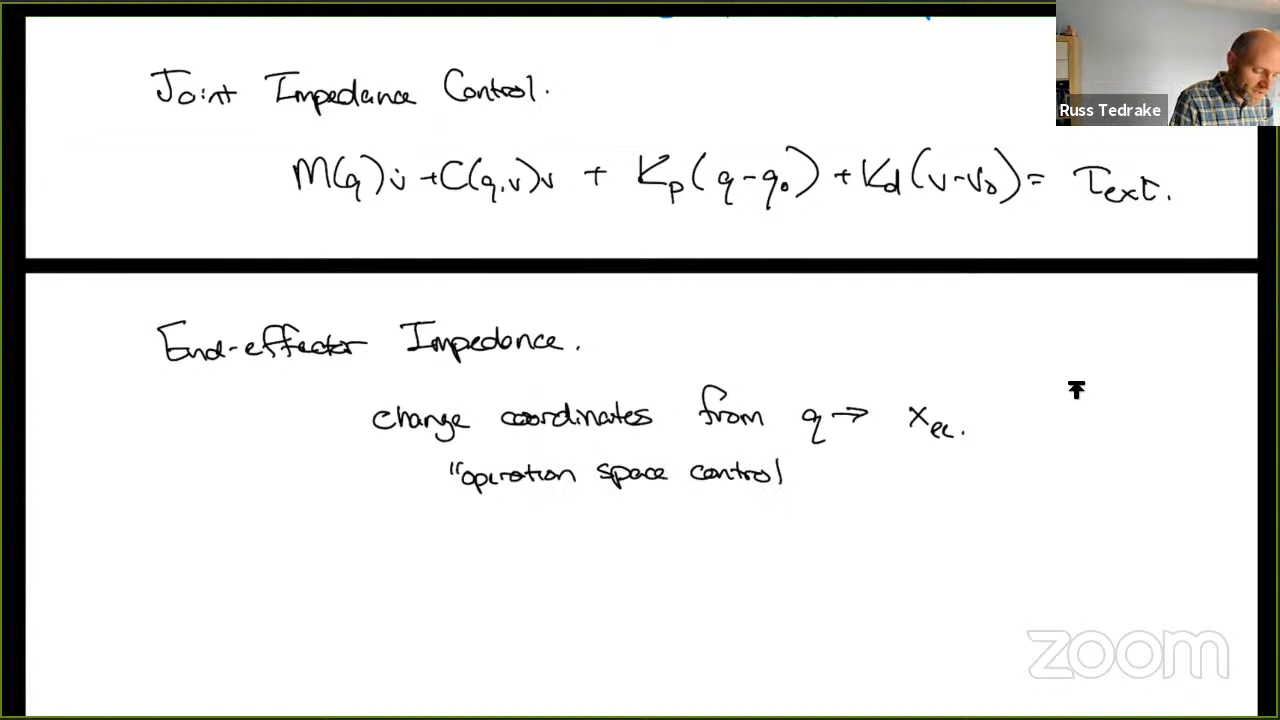 Joint Impedance Control.
Russ Tedrake
M(q)v̇ + C(q,v)v + Kp(q-q₀) + Kd(v-v₀) = τext.
End-effector Impedance.
change coordinates from q → xee.
"operation space control
zoom